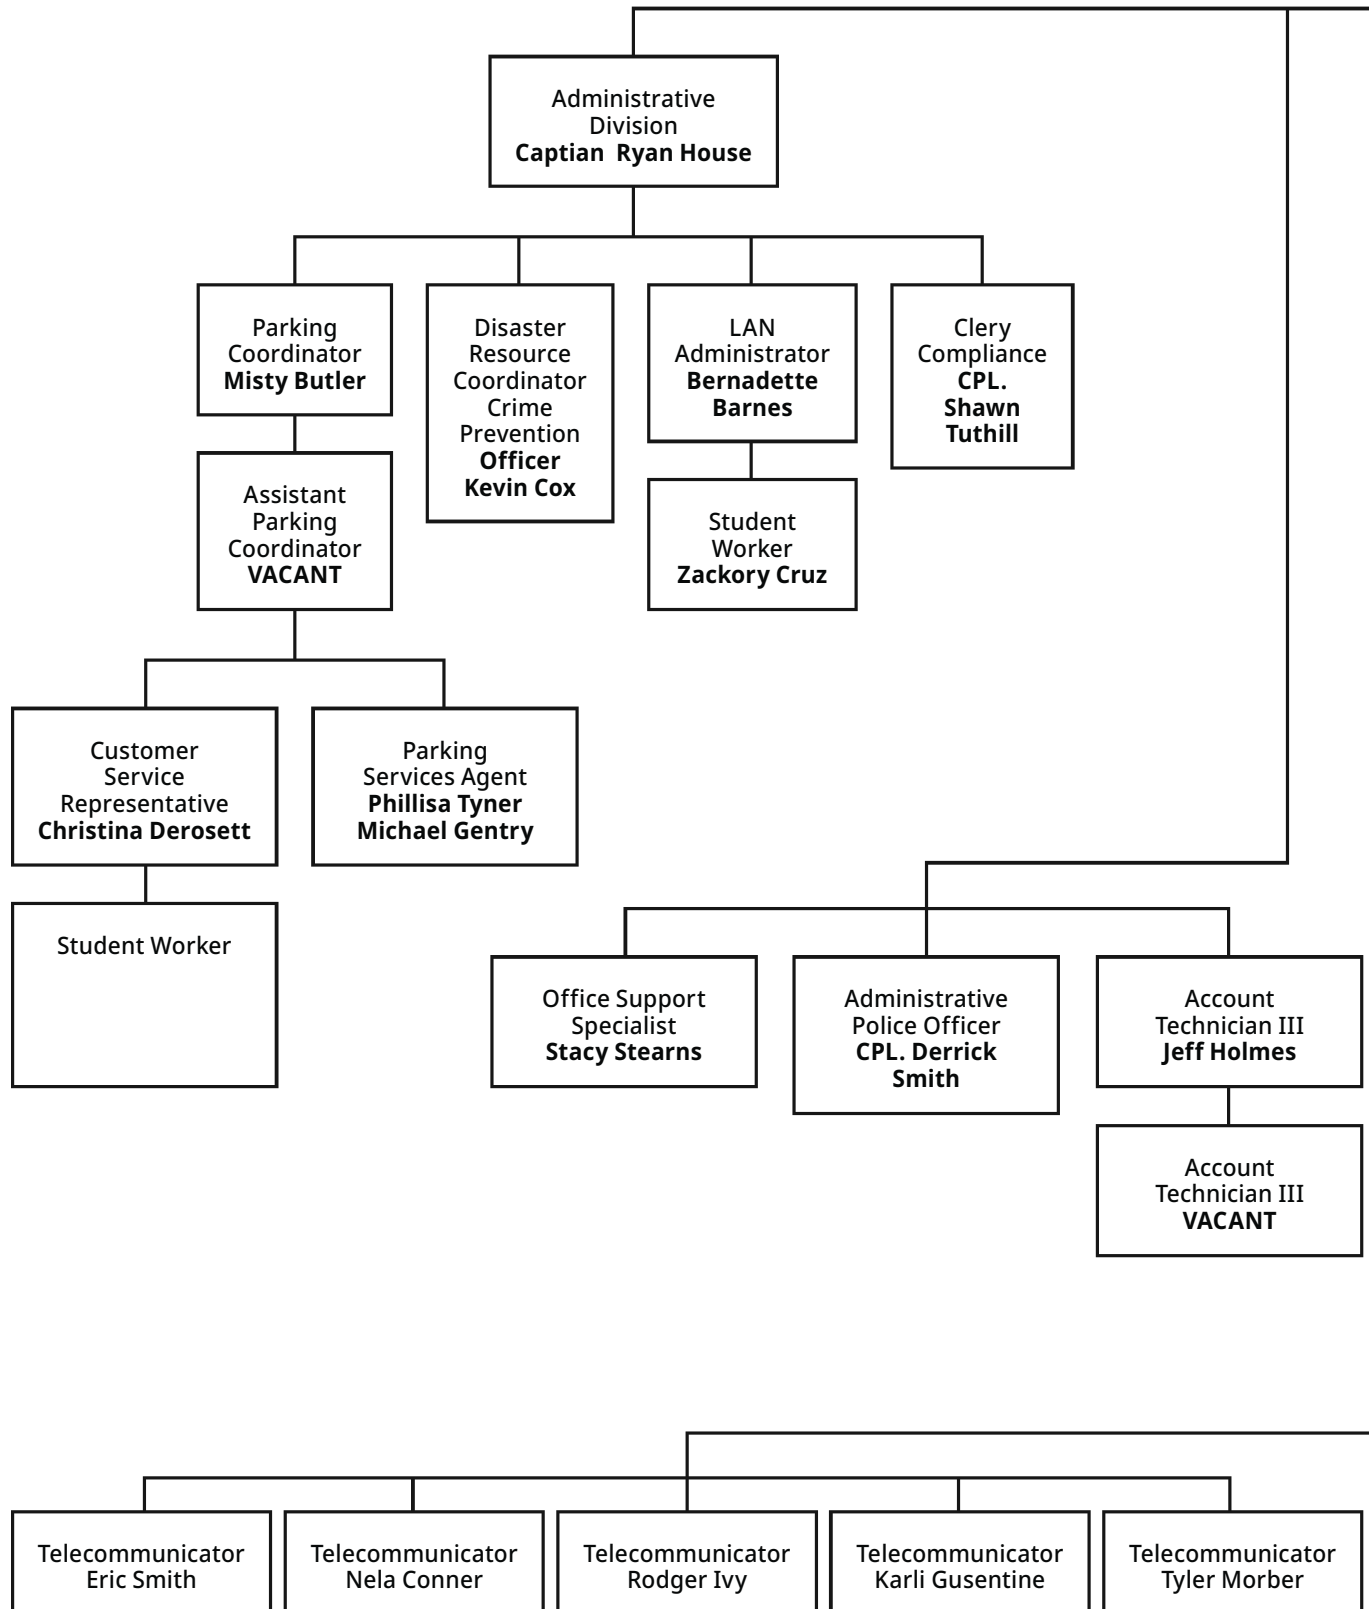 Administrative
Division
Captian  Ryan House
Parking
Coordinator
Misty Butler
Disaster
Resource
Coordinator
Crime
Prevention
Officer
Kevin Cox
LAN
Administrator
Bernadette
Barnes
Clery
Compliance
CPL.
Shawn
Tuthill
Assistant
Parking
Coordinator
VACANT
Student
Worker
Zackory Cruz
Customer
Service
Representative
Christina Derosett
Parking
Services Agent
Phillisa Tyner
Michael Gentry
Student Worker
Office Support
Specialist
Stacy Stearns
Administrative
Police Officer
CPL. Derrick
Smith
Account
Technician III
Jeff Holmes
Account
Technician III
VACANT
Telecommunicator
Eric Smith
Telecommunicator
Nela Conner
Telecommunicator
Rodger Ivy
Telecommunicator
Karli Gusentine
Telecommunicator
Tyler Morber